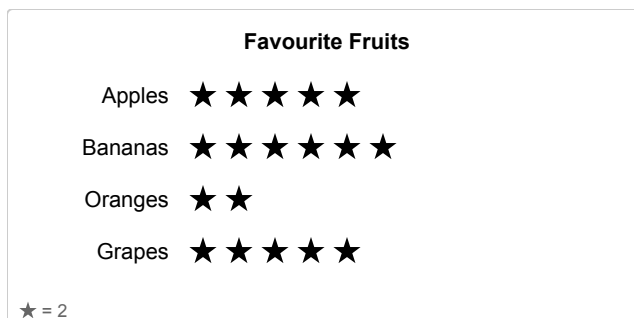 Favourite Fruits
Apples ★ ★ ★ ★ ★
Bananas ★ ★ ★ ★ ★ ★
Oranges ★ ★
Grapes ★ ★ ★ ★ ★
★ = 2